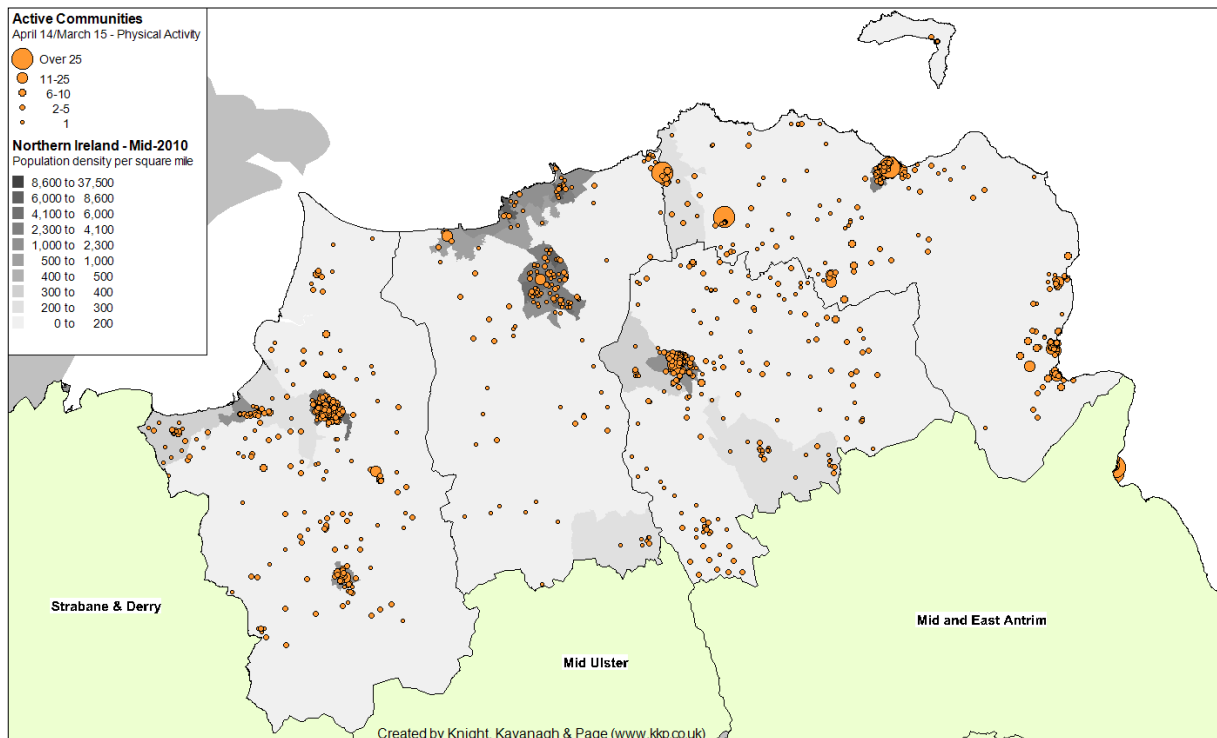 Active Communities
April 14/March 15 - Physical Activity
Over 25
11-25
6-10
2-5
1
Northern Ireland - Mid-2010
Population density per square mile
8,600 to 37,500
6,000 to 8,600
4,100 to 6,000
2,300 to 4,100
1,000 to 2,300
500 to 1,000
400 to 500
300 to 400
200 to 300
0 to 200
Strabane & Derry
Mid and East Antrim
Mid Ulster
Created by Knight, Kavanagh & Page (www.kkp.co.uk)